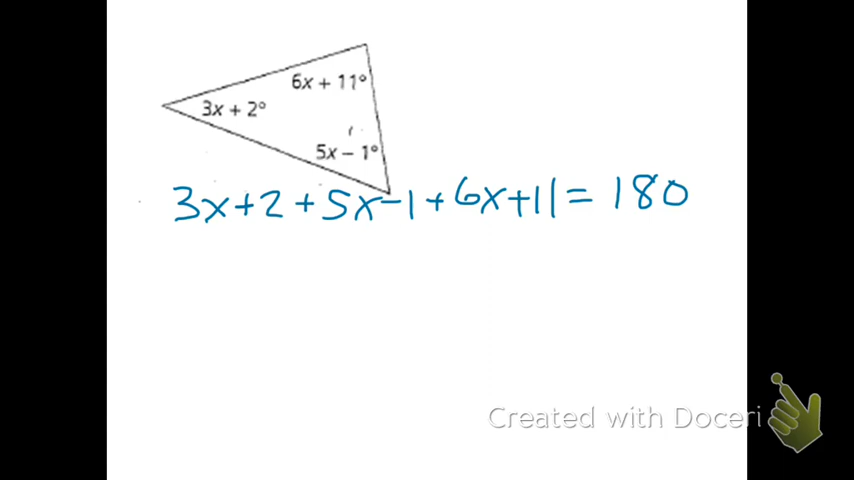 6x + 11°
3x + 2°
5x – 1°
3x+2 + 5x-1 + 6x+11 = 180
Created with Doceri